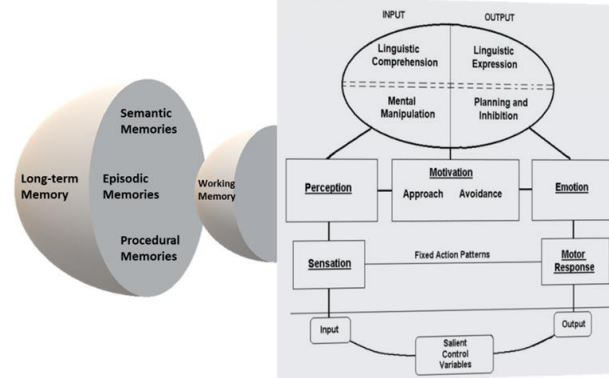 Long-term
Memory
Semantic
Memories
Episodic
Memories
Procedural
Memories
Working
Memory
INPUT
OUTPUT
Linguistic
Comprehension
Linguistic
Expression
Mental
Manipulation
Planning and
Inhibition
Perception
Motivation
Approach
Avoidance
Emotion
Sensation
Fixed Action Patterns
Motor
Response
Input
Output
Salient
Control
Variables